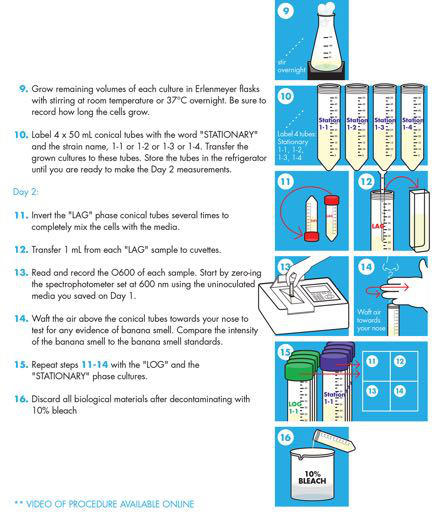 9. Grow remaining volumes of each culture in Erlenmeyer flasks
with stirring at room temperature or 37°C overnight. Be sure to
record how long the cells grow.
10. Label 4 x 50 mL conical tubes with the word "STATIONARY"
and the strain name, 1-1 or 1-2 or 1-3 or 1-4. Transfer the
grown cultures to these tubes. Store the tubes in the refrigerator
until you are ready to make the Day 2 measurements.
Day 2:
11. Invert the "LAG" phase conical tubes several times to
completely mix the cells with the media.
12. Transfer 1 mL from each "LAG" sample to cuvettes.
13. Read and record the O600 of each sample. Start by zero-ing
the spectrophotometer set at 600 nm using the uninoculated
media you saved on Day 1.
14. Waft the air above the conical tubes towards your nose to
test for any evidence of banana smell. Compare the intensity
of the banana smell to the banana smell standards.
15. Repeat steps 11-14 with the "LOG" and the
"STATIONARY" phase cultures.
16. Discard all biological materials after decontaminating with
10% bleach
** VIDEO OF PROCEDURE AVAILABLE ONLINE
9
stir
overnight
10
Label 4 tubes:
Stationary
1-1, 1-2,
1-3, 1-4
Station
1-1
Station
1-2
Station
1-3
Station
1-4
11
12
LAG
13
14
Waft air
towards
your nose
15
LOG
1-1
Station
1-1
11
12
13
14
16
10%
BLEACH